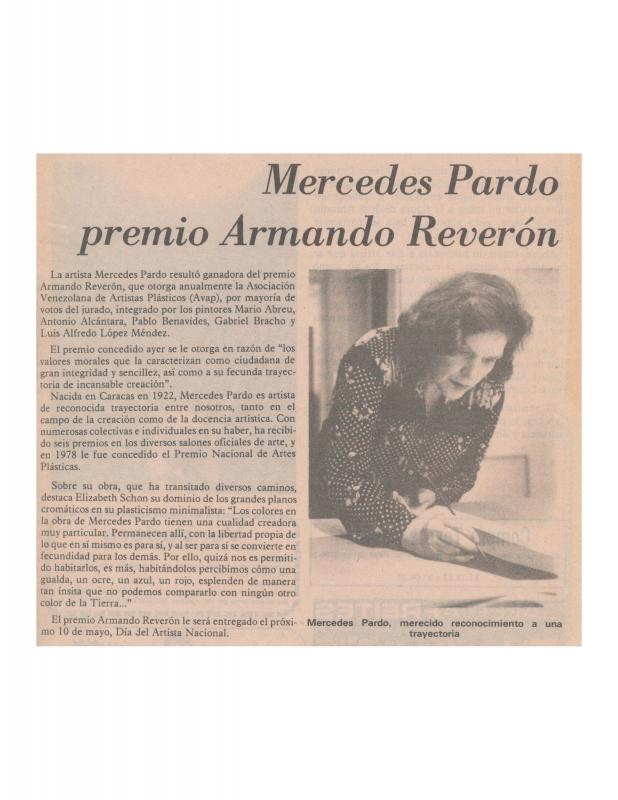 Mercedes Pardo
premio Armando Reverón
La artista Mercedes Pardo resultó ganadora del premio
Armando Reverón, que otorga anualmente la Asociación
Venezolana de Artistas Plásticos (Avap), por mayoría de
votos del jurado, integrado por los pintores Mario Abreu,
Antonio Alcántara, Pablo Benavides, Gabriel Bracho y
Luis Alfredo López Méndez.
El premio concedido ayer se le otorga en razón de “los
valores morales que la caracterizan como ciudadana de
gran integridad y sencillez, así como a su fecunda trayec-
toria de incansable creación”.
Nacida en Caracas en 1922, Mercedes Pardo es artista
de reconocida trayectoria entre nosotros, tanto en el
campo de la creación como de la docencia artística. Con
numerosas colectivas e individuales en su haber, ha recibi-
do seis premios en los diversos salones oficiales de arte, y
en 1978 le fue concedido el Premio Nacional de Artes
Plásticas.
Sobre su obra, que ha transitado diversos caminos,
destaca Elizabeth Schon su dominio de los grandes planos
cromáticos en su plasticismo minimalista: “Los colores en
la obra de Mercedes Pardo tienen una cualidad creadora
muy particular. Permanecen allí, con la libertad propia de
lo que en sí mismo es para sí, y al ser para sí se convierte en
fecundidad para los demás. Por ello, quizá nos es permiti-
do habitarlos, es más, habitándolos percibimos cómo una
gualda, un ocre, un azul, un rojo, esplenden de manera
tan ínsita que no podemos compararlo con ningún otro
color de la Tierra...”
El premio Armando Reverón le será entregado el próxi-
mo 10 de mayo, Día del Artista Nacional.
Mercedes Pardo, merecido reconocimiento a una
trayectoria